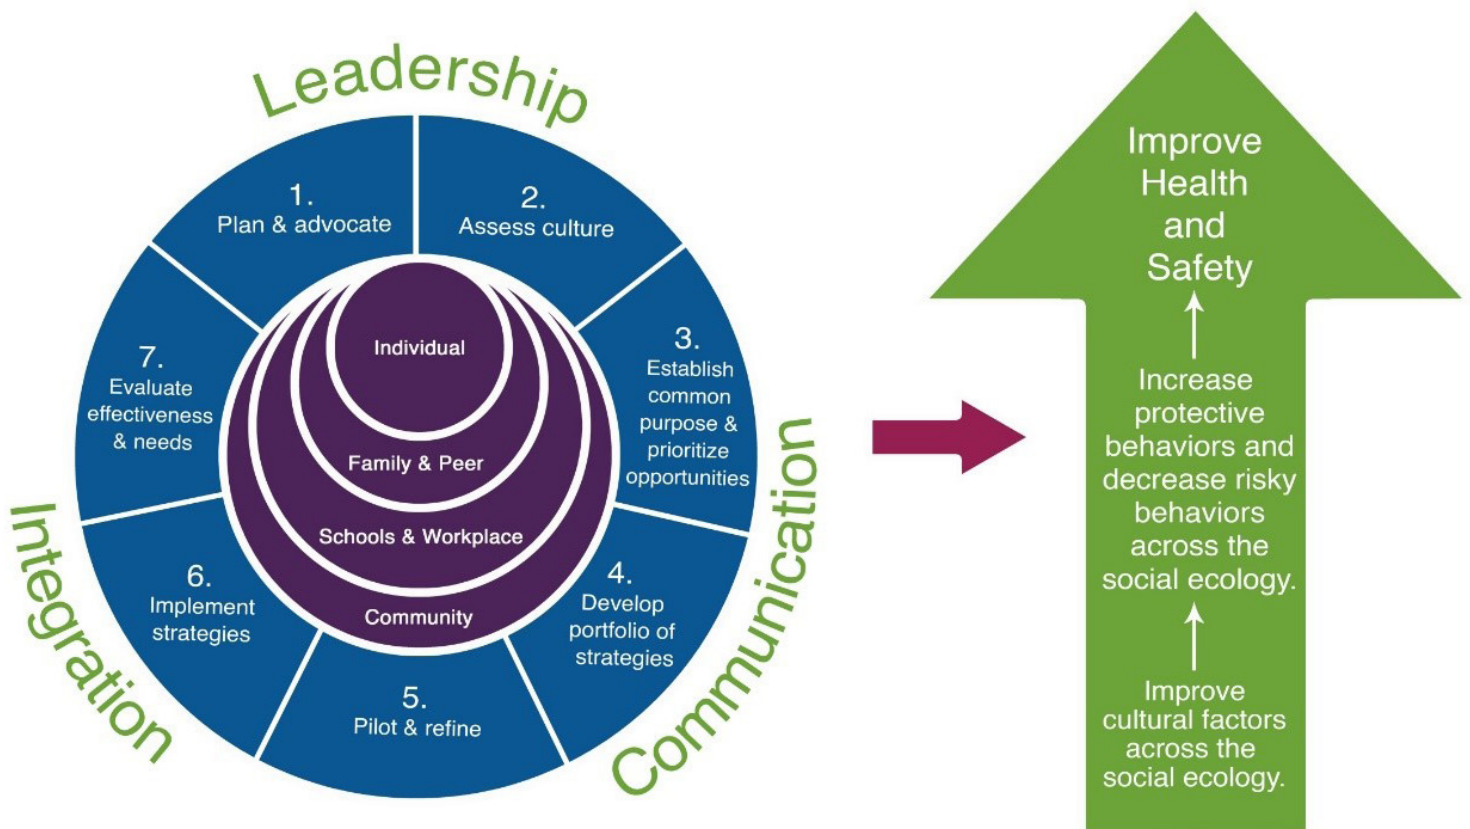 Leadership
1.
Plan & advocate
2.
Assess culture
3.
Establish
common
purpose &
prioritize
opportunities
4.
Develop
portfolio of
strategies
5.
Pilot & refine
6.
Implement
strategies
7.
Evaluate
effectiveness
& needs
Individual
Family & Peer
Schools & Workplace
Community
Communication
Integration
Improve
Health
and
Safety
Increase
protective
behaviors and
decrease risky
behaviors
across the
social ecology.
Improve
cultural factors
across the
social ecology.